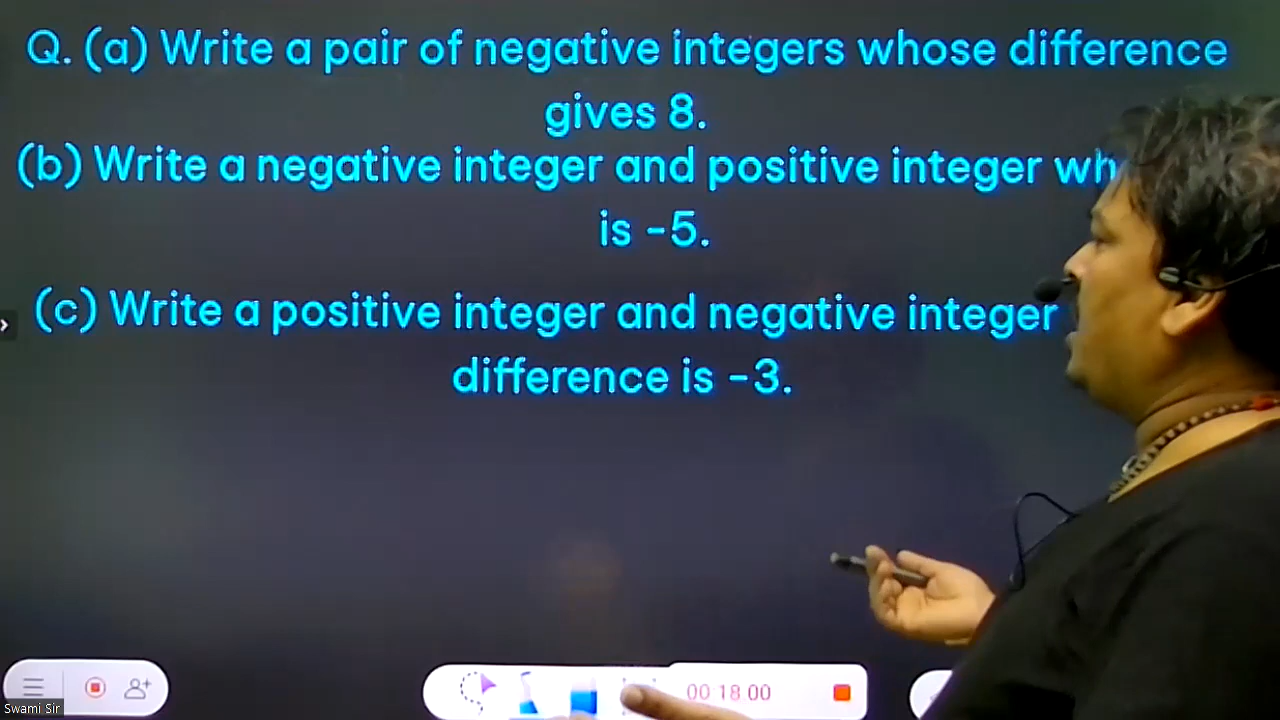 Q. (a) Write a pair of negative integers whose difference
gives 8.
(b) Write a negative integer and positive integer
is -5.
(c) Write a positive integer and negative integer
difference is -3.
00 18 00
Swami Sir